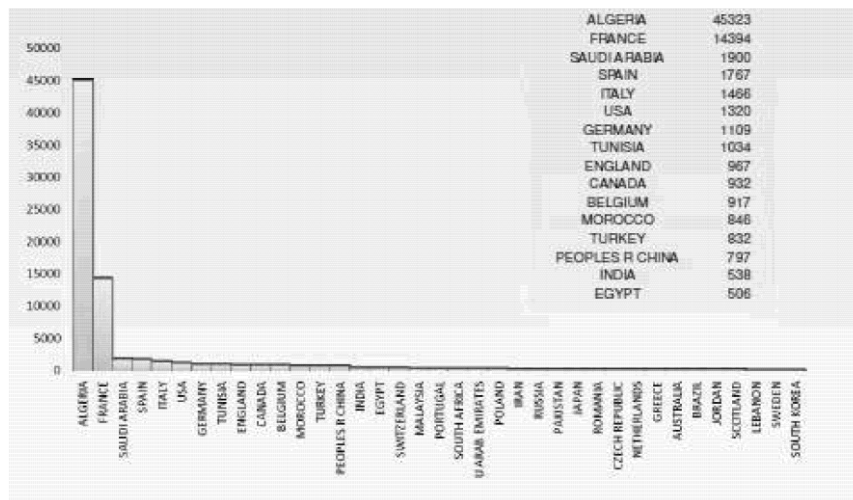 ALGERIA 45323
FRANCE 14394
SAUDI ARABIA 1900
SPAIN 1767
ITALY 1466
USA 1320
GERMANY 1109
TUNISIA 1034
ENGLAND 967
CANADA 932
BELGIUM 917
MOROCCO 846
TURKEY 832
PEOPLES R CHINA 797
INDIA 538
EGYPT 506
50000
45000
40000
35000
30000
25000
20000
15000
10000
5000
0
ALGERIA
FRANCE
SAUDI ARABIA
SPAIN
ITALY
USA
GERMANY
TUNISIA
ENGLAND
CANADA
BELGIUM
MOROCCO
TURKEY
PEOPLES R CHINA
INDIA
EGYPT
SWITZERLAND
MALAYSIA
PORTUGAL
SOUTH AFRICA
U ARAB EMIRATES
POLAND
IRAN
RUSSIA
PAKISTAN
JAPAN
ROMANIA
CZECH REPUBLIC
NETHERLANDS
GREECE
AUSTRALIA
BRAZIL
JORDAN
SCOTLAND
LEBANON
SWEDEN
SOUTH KOREA